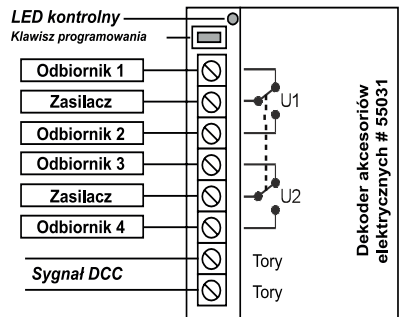 LED kontrolny
Klawisz programowania
Odbiornik 1
Zasilacz
Odbiornik 2
Odbiornik 3
Zasilacz
Odbiornik 4
Sygnał DCC
U1
U2
Tory
Tory
Dekoder akcesoriów
elektrycznych # 55031